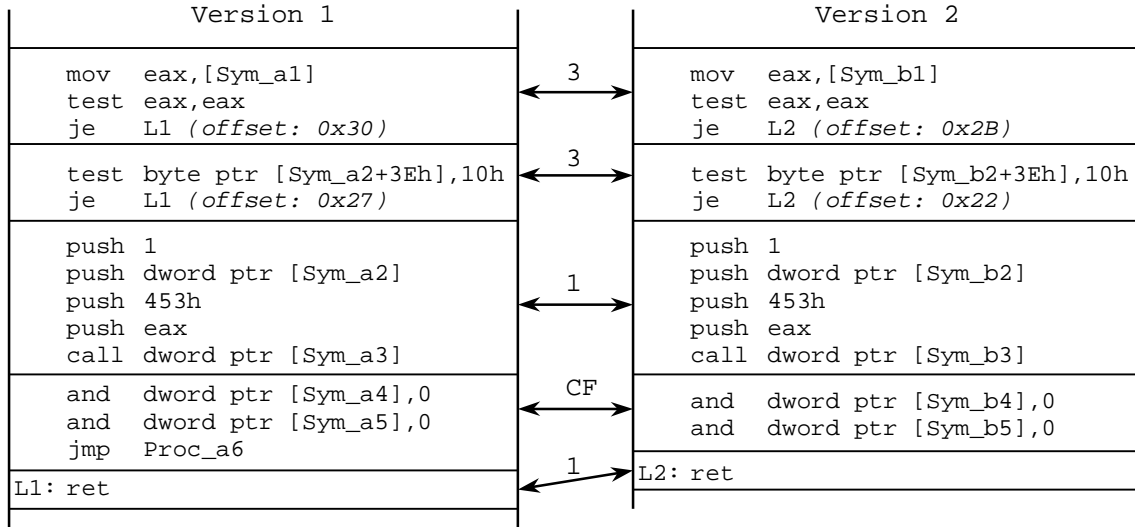 Version 1
mov eax,[Sym_a1]
test eax,eax
je L1 (offset: 0x30)
test byte ptr [Sym_a2+3Eh],10h
je L1 (offset: 0x27)
push 1
push dword ptr [Sym_a2]
push 453h
push eax
call dword ptr [Sym_a3]
and dword ptr [Sym_a4],0
and dword ptr [Sym_a5],0
jmp Proc_a6
L1: ret
3
3
1
CF
1
Version 2
mov eax,[Sym_b1]
test eax,eax
je L2 (offset: 0x2B)
test byte ptr [Sym_b2+3Eh],10h
je L2 (offset: 0x22)
push 1
push dword ptr [Sym_b2]
push 453h
push eax
call dword ptr [Sym_b3]
and dword ptr [Sym_b4],0
and dword ptr [Sym_b5],0
L2: ret